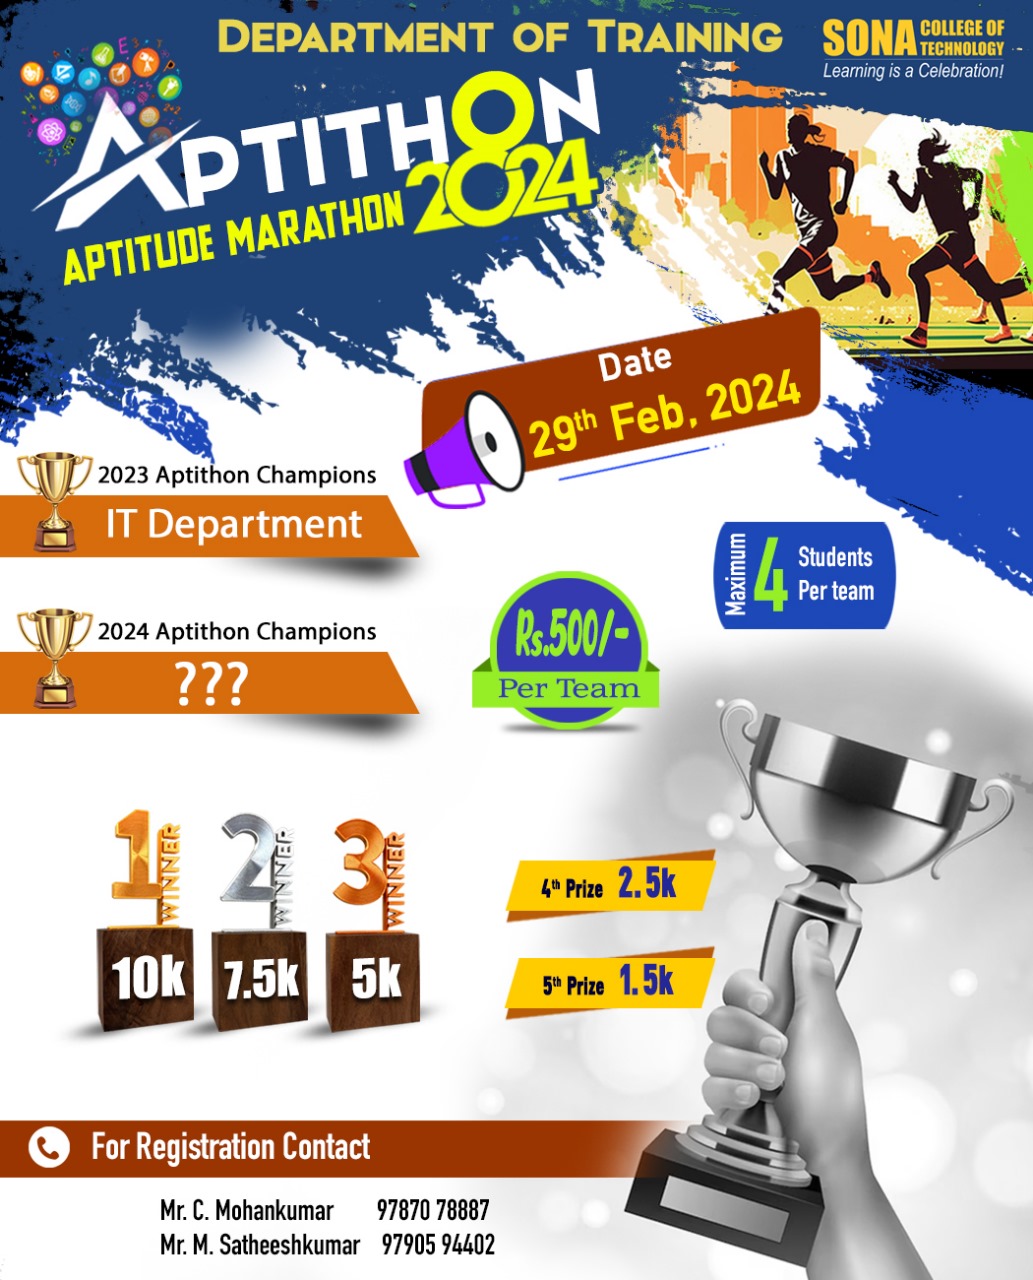 DEPARTMENT OF TRAINING
SONA COLLEGE OF TECHNOLOGY
Learning is a Celebration!
APTITHON
APTITUDE MARATHON 2024
Date
29th Feb, 2024
2023 Aptithon Champions
IT Department
Maximum 4 Students Per team
2024 Aptithon Champions
???
Rs.500/-
Per Team
1 WINNER
2 WINNER
3 WINNER
10k
7.5k
5k
4th Prize 2.5k
5th Prize 1.5k
For Registration Contact
Mr. C. Mohankumar 97870 78887
Mr. M. Satheeshkumar 97905 94402